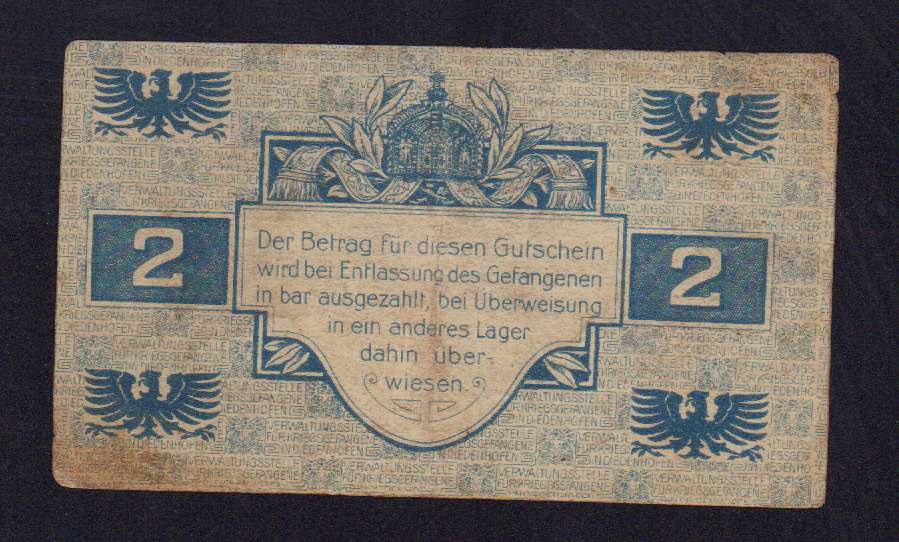 2
2
Der Betrag für diesen Gutschein
wird bei Entlassung des Gefangenen
in bar ausgezahlt, bei Überweisung
in ein anderes Lager
dahin über-
wiesen.
VERWALTUNGSSTELLE
FÜR KRIEGSGEFANGENE
IN DIEDENHOFEN